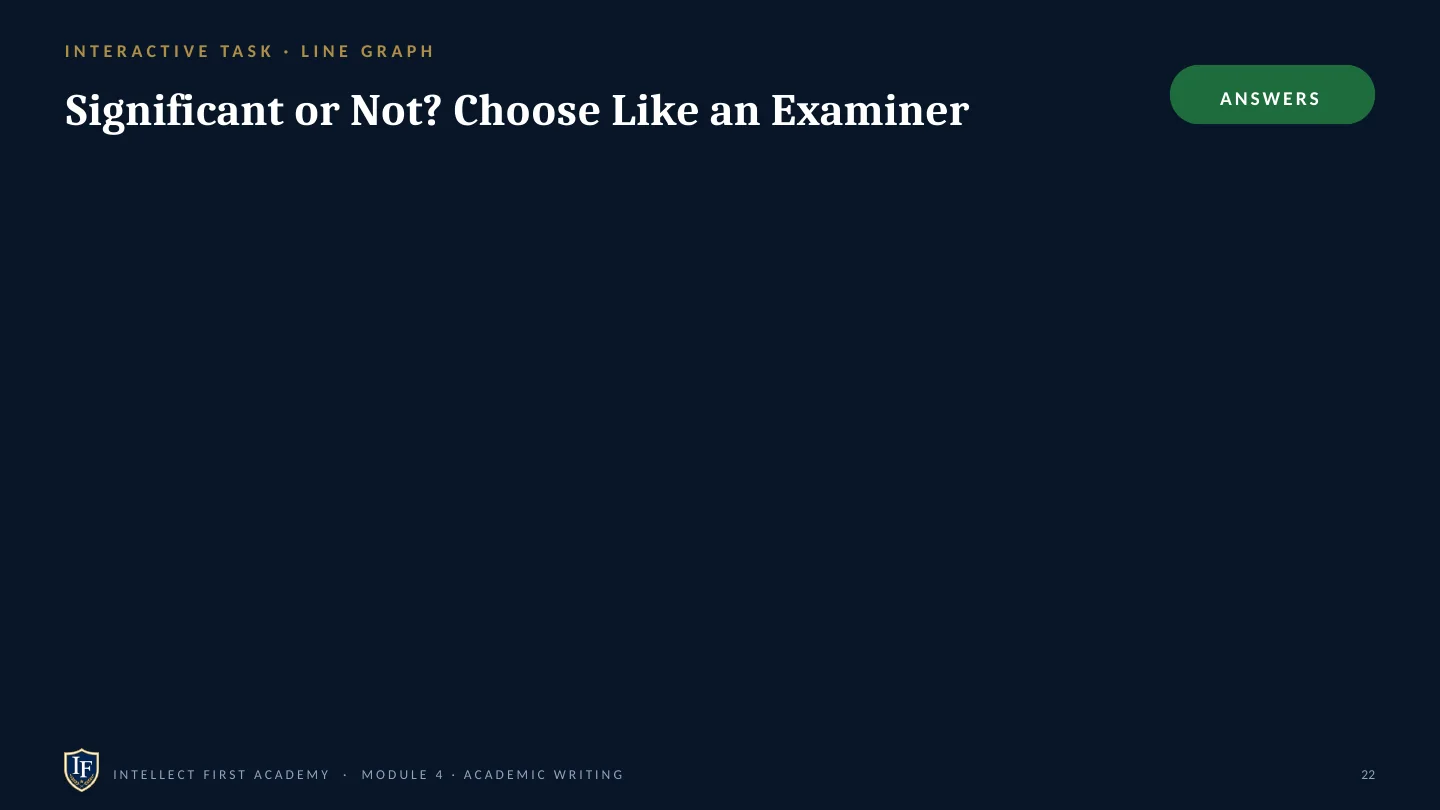 INTERACTIVE TASK · LINE GRAPH
Significant or Not? Choose Like an Examiner
ANSWERS
IF
INTELLECT FIRST ACADEMY · MODULE 4 · ACADEMIC WRITING
22